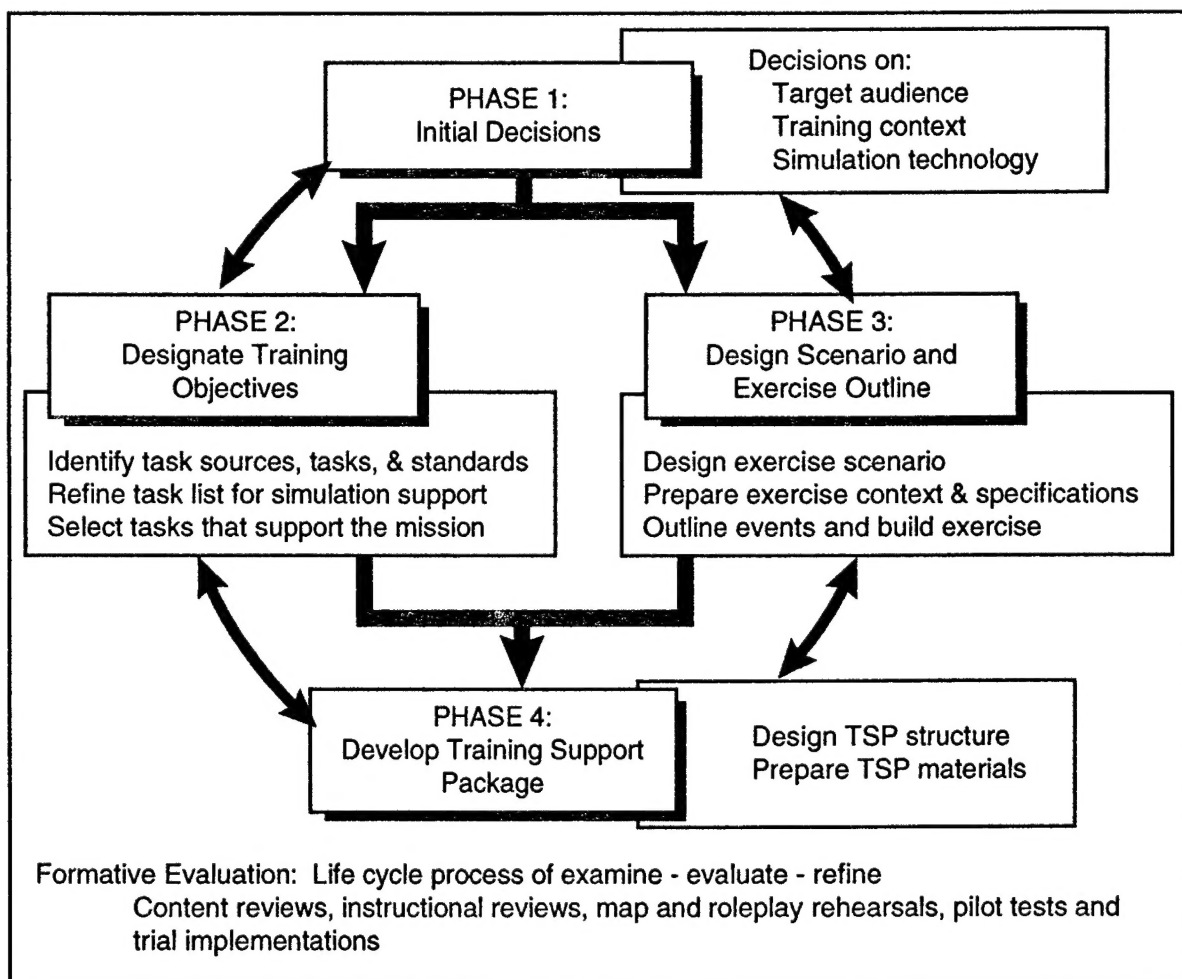 PHASE 1:
Initial Decisions
Decisions on:
Target audience
Training context
Simulation technology
PHASE 2:
Designate Training
Objectives
Identify task sources, tasks, & standards
Refine task list for simulation support
Select tasks that support the mission
PHASE 3:
Design Scenario and
Exercise Outline
Design exercise scenario
Prepare exercise context & specifications
Outline events and build exercise
PHASE 4:
Develop Training Support
Package
Design TSP structure
Prepare TSP materials
Formative Evaluation: Life cycle process of examine - evaluate - refine
Content reviews, instructional reviews, map and roleplay rehearsals, pilot tests and
trial implementations